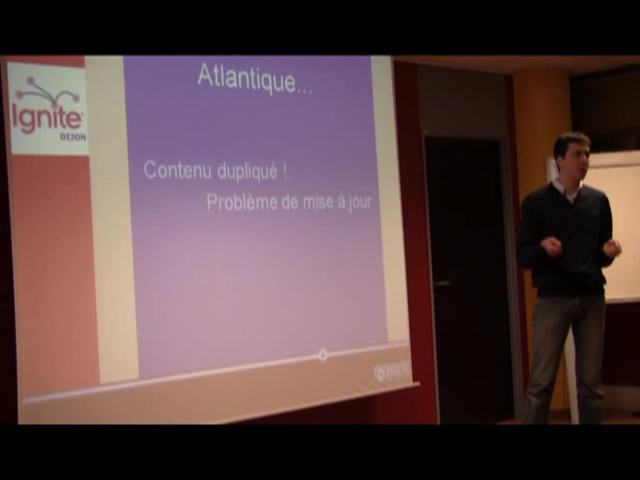 Atlantique...
Ignite
DIJON
Contenu dupliqué !
Problème de mise à jour